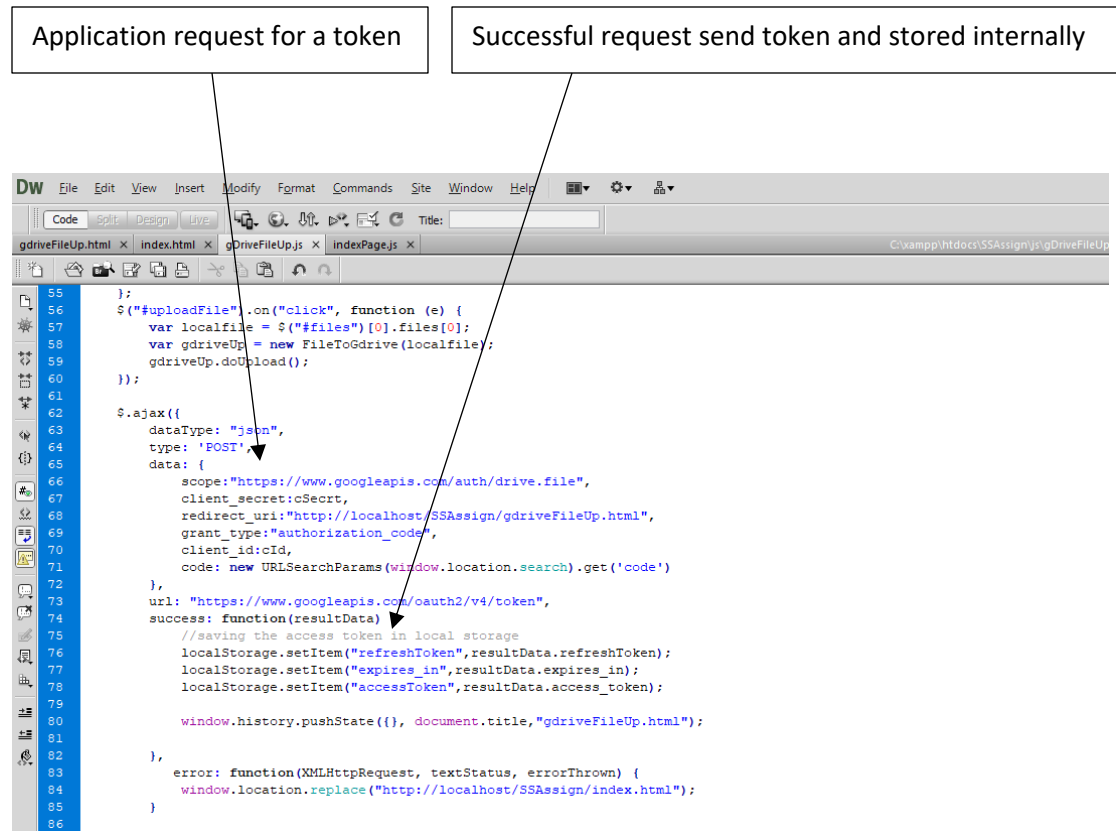 Application request for a token
Successful request send token and stored internally
Dw File Edit View Insert Modify Format Commands Site Window Help
Code Split Design Live Title:
gdriveFileUp.html × index.html × gDriveFileUp.js × indexPage.js × C:\xampp\htdocs\SSAssign\js\gDriveFileUp
55 };
56 $("#uploadFile").on("click", function (e) {
57 var localfile = $("#files")[0].files[0];
58 var gdriveUp = new FileToGdrive(localfile);
59 gdriveUp.doUpload();
60 });
61
62 $.ajax({
63 dataType: "json",
64 type: 'POST',
65 data: {
66 scope:"https://www.googleapis.com/auth/drive.file",
67 client_secret:cSecrt,
68 redirect_uri:"http://localhost/SSAssign/gdriveFileUp.html",
69 grant_type:"authorization_code",
70 client_id:cId,
71 code: new URLSearchParams(window.location.search).get('code')
72 },
73 url: "https://www.googleapis.com/oauth2/v4/token",
74 success: function(resultData)
75 //saving the access token in local storage
76 localStorage.setItem("refreshToken",resultData.refreshToken);
77 localStorage.setItem("expires_in",resultData.expires_in);
78 localStorage.setItem("accessToken",resultData.access_token);
79
80 window.history.pushState({}, document.title,"gdriveFileUp.html");
81
82 },
83 error: function(XMLHttpRequest, textStatus, errorThrown) {
84 window.location.replace("http://localhost/SSAssign/index.html");
85 }
86